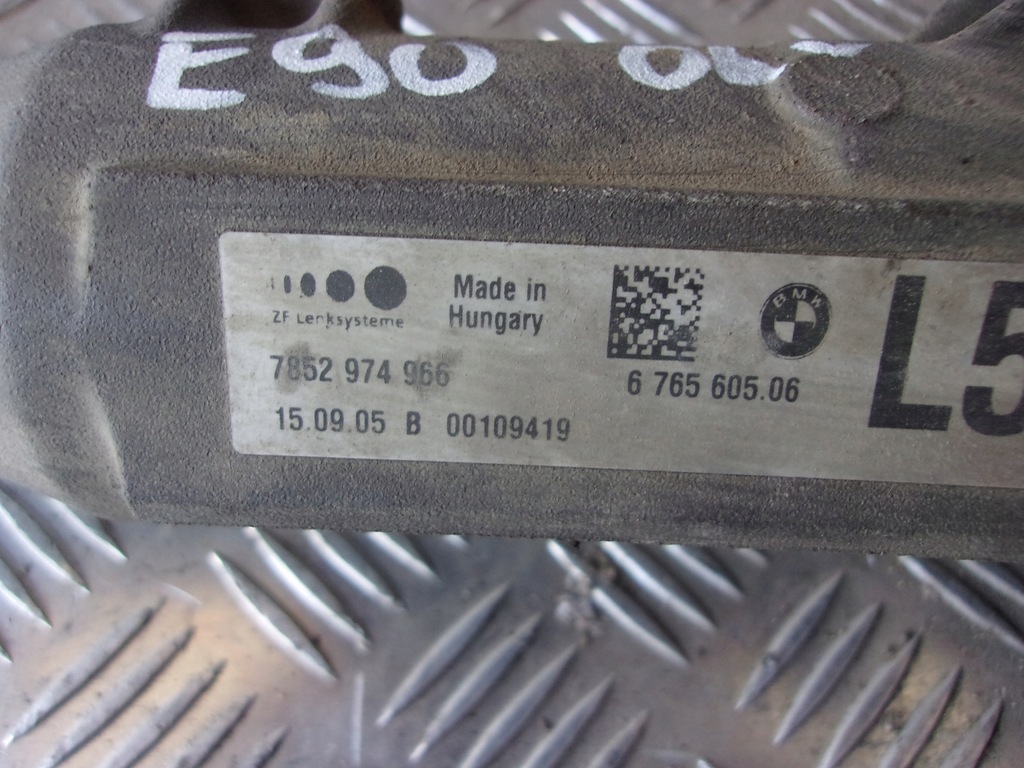 E90
ZF Lenksysteme
Made in
Hungary
BMW
7852 974 966
6 765 605.06
15.09.05 B 00109419
L5